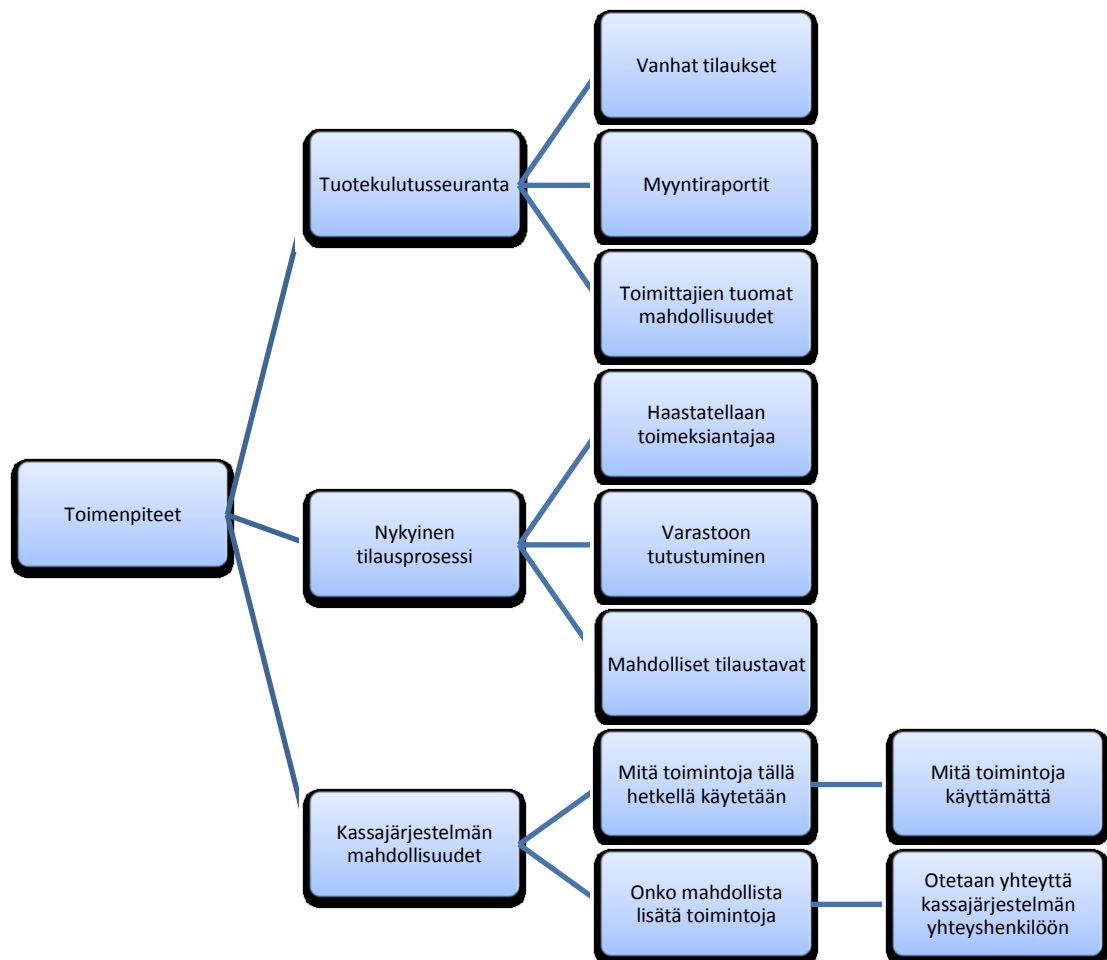 Toimenpiteet
Tuotekulutusseuranta
Vanhat tilaukset
Myyntiraportit
Toimittajien tuomat
mahdollisuudet
Nykyinen
tilausprosessi
Haastatellaan
toimeksiantajaa
Varastoon
tutustuminen
Mahdolliset tilaustavat
Kassajärjestelmän
mahdollisuudet
Mitä toimintoja tällä
hetkellä käytetään
Mitä toimintoja
käyttämättä
Onko mahdollista
lisätä toimintoja
Otetaan yhteyttä
kassajärjestelmän
yhteyshenkilöön